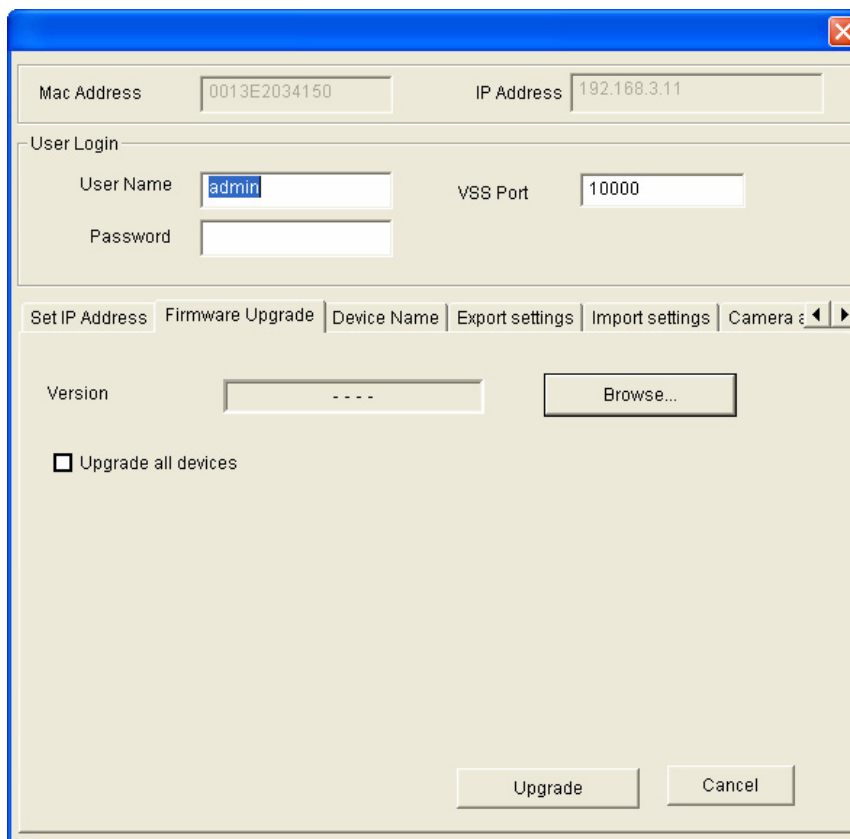 Mac Address 0013E2034150 IP Address 192.168.3.11
User Login
User Name admin VSS Port 10000
Password
Set IP Address Firmware Upgrade Device Name Export settings Import settings Camera
Version - - - - Browse...
Upgrade all devices
Upgrade Cancel